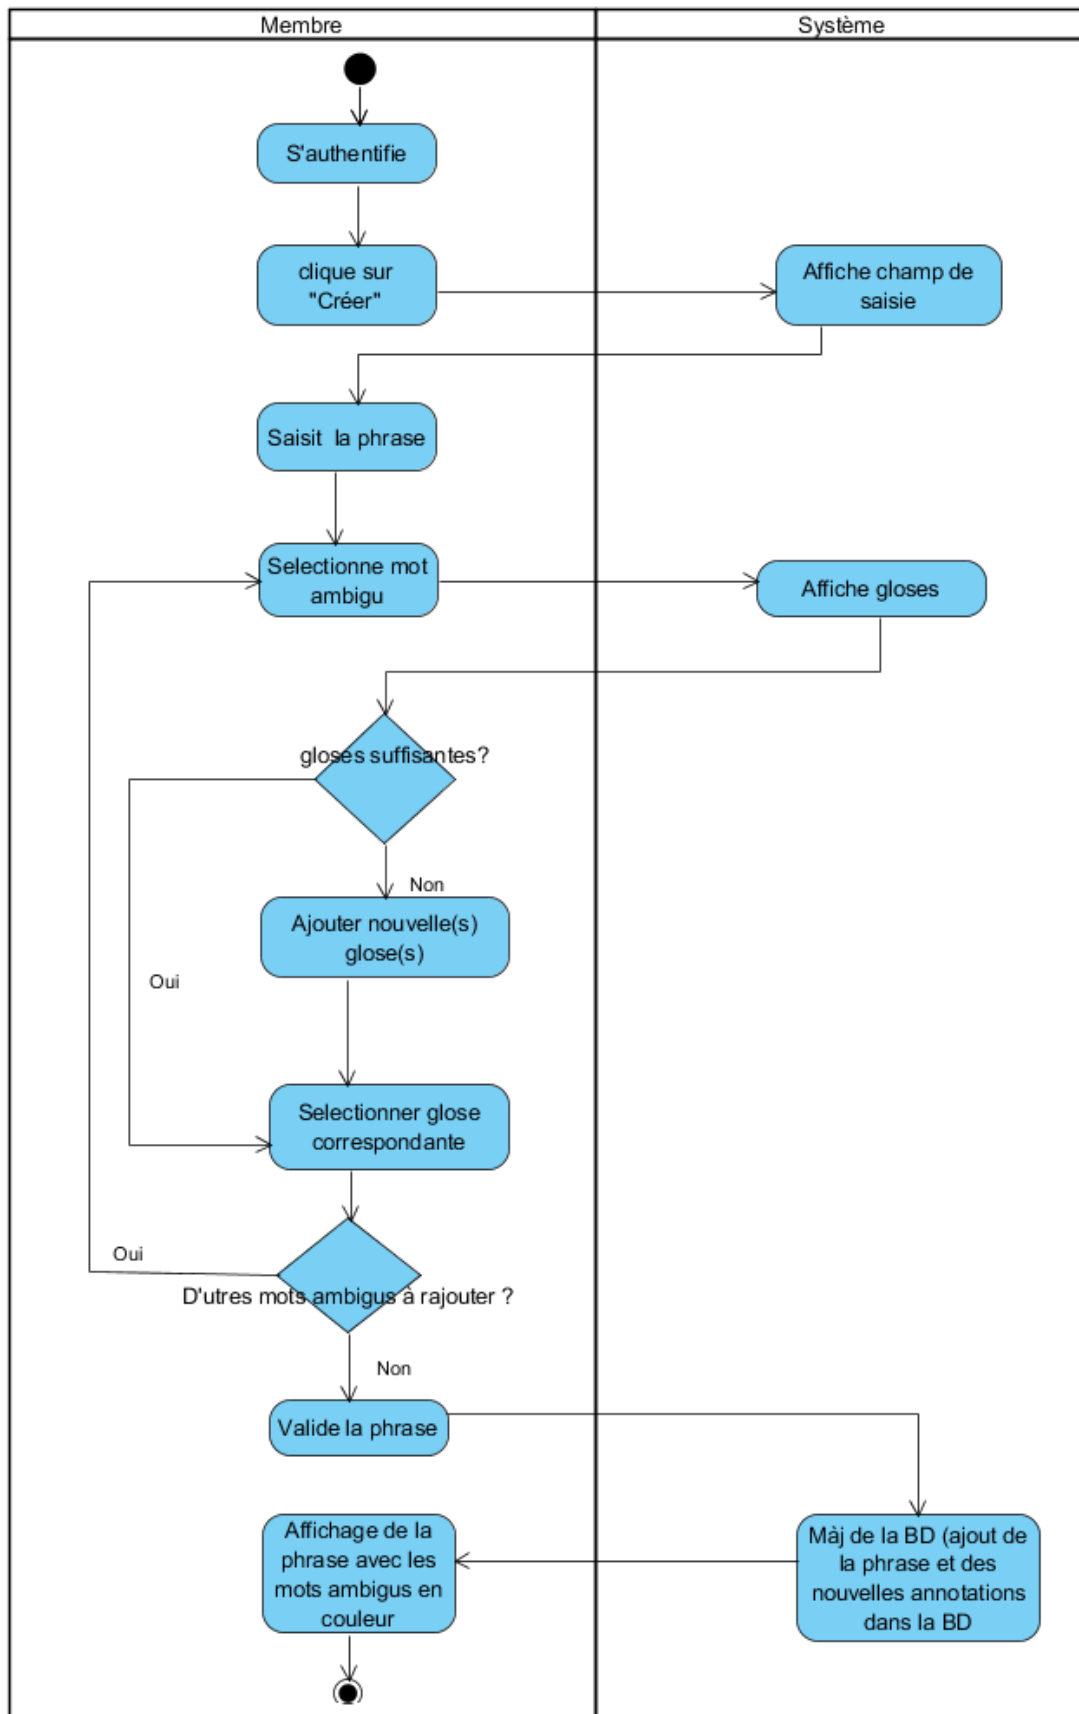 Membre
Système
S'authentifie
clique sur
"Créer"
Affiche champ de
saisie
Saisit la phrase
Selectionne mot
ambigu
Affiche gloses
gloses suffisantes?
Non
Ajouter nouvelle(s)
glose(s)
Oui
Selectionner glose
correspondante
Oui
D'utres mots ambigus à rajouter ?
Non
Valide la phrase
Affichage de la
phrase avec les
mots ambigus en
couleur
Màj de la BD (ajout de
la phrase et des
nouvelles annotations
dans la BD